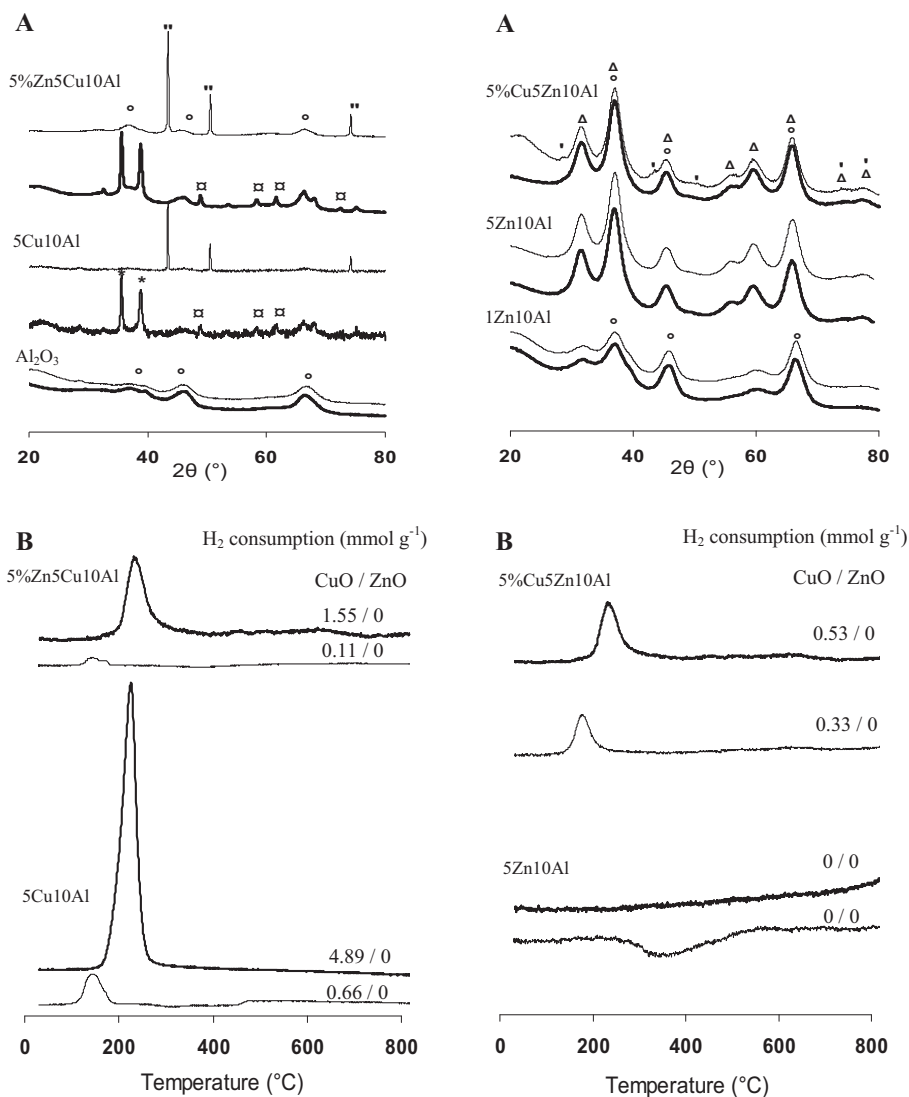 A
5%Zn5Cu10Al
" " "
° ° °
¤ ¤ ¤ ¤
5Cu10Al
* *
¤ ¤ ¤
Al₂O₃
° ° °
20 40 60 80
2θ (°)
A
5%Cu5Zn10Al
Δ Δ Δ Δ Δ Δ Δ
° ° °
' ' ' ' '
5Zn10Al
1Zn10Al
° ° °
20 40 60 80
2θ (°)
B
H₂ consumption (mmol g⁻¹)
5%Zn5Cu10Al
CuO / ZnO
1.55 / 0
0.11 / 0
5Cu10Al
4.89 / 0
0.66 / 0
0 200 400 600 800
Temperature (°C)
B
H₂ consumption (mmol g⁻¹)
5%Cu5Zn10Al
CuO / ZnO
0.53 / 0
0.33 / 0
5Zn10Al
0 / 0
0 / 0
0 200 400 600 800
Temperature (°C)